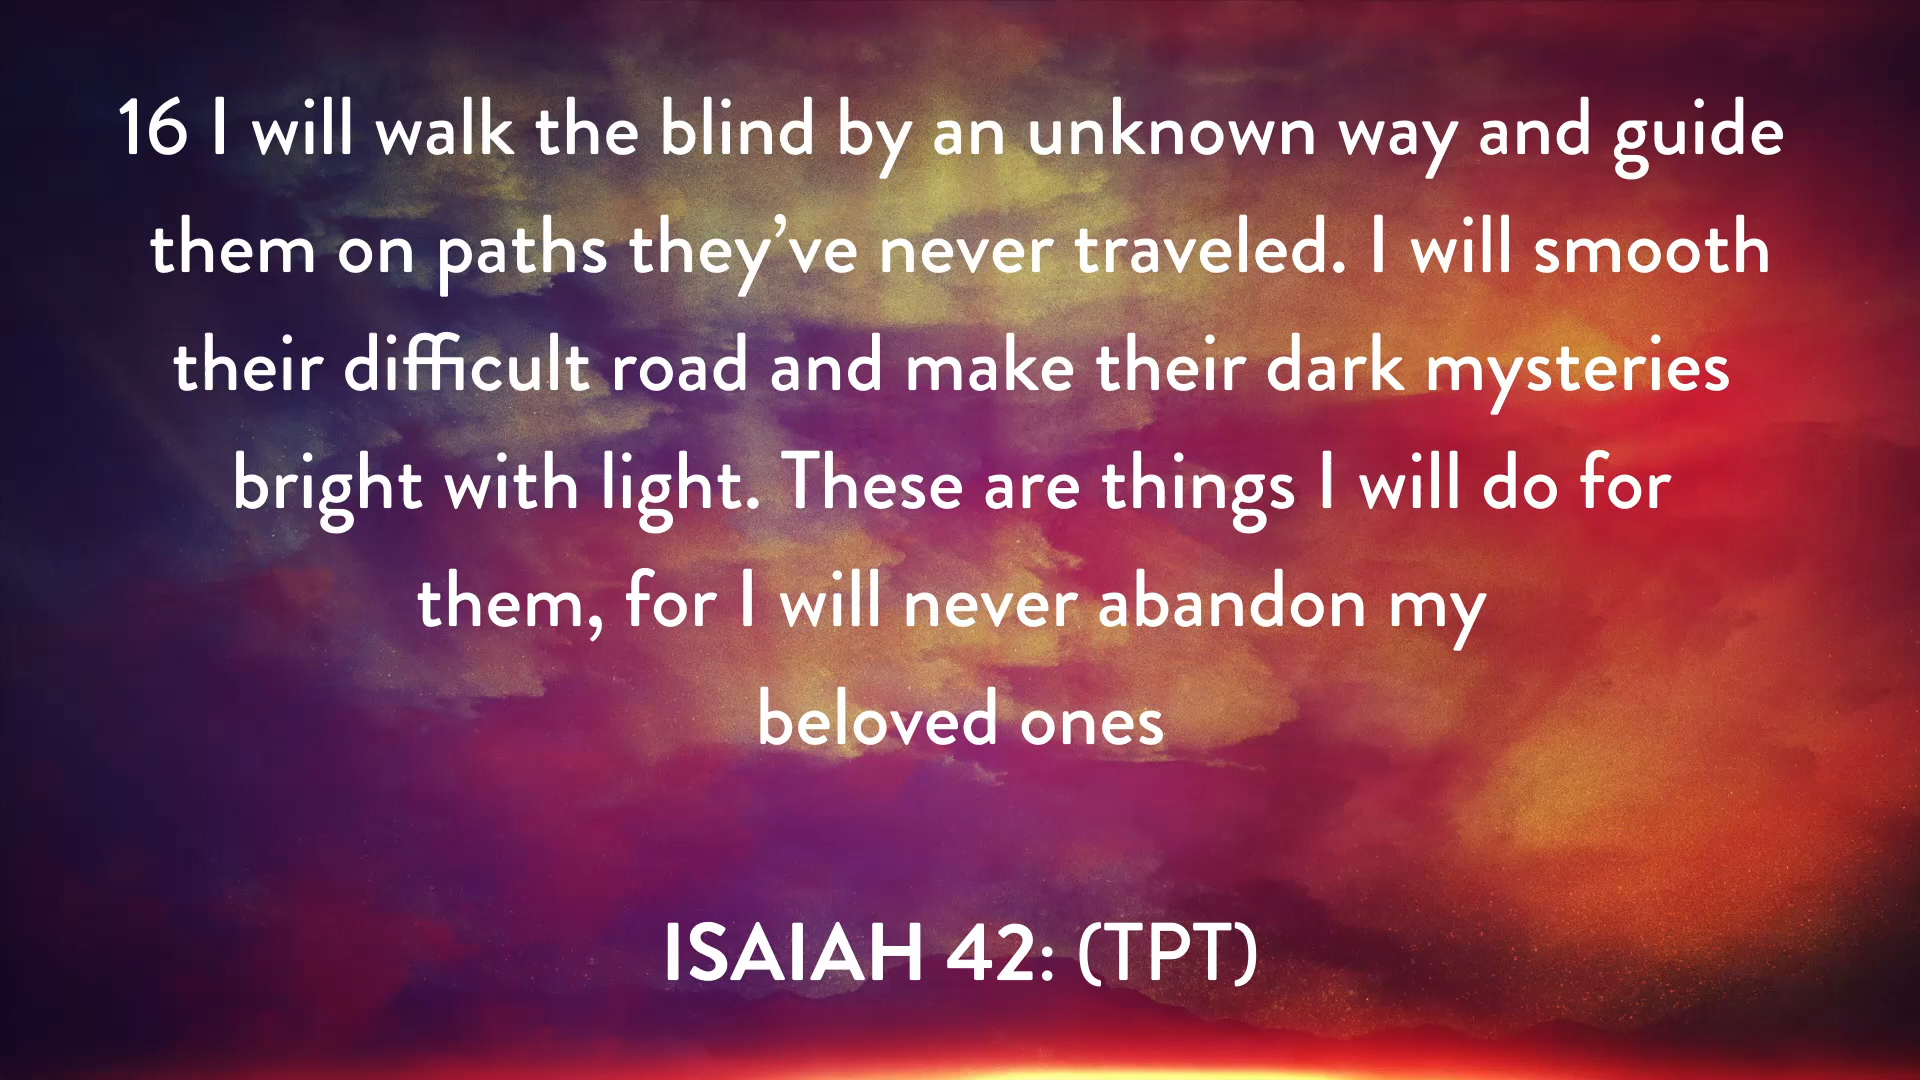 16 I will walk the blind by an unknown way and guide
them on paths they’ve never traveled. I will smooth
their difficult road and make their dark mysteries
bright with light. These are things I will do for
them, for I will never abandon my
beloved ones
ISAIAH 42: (TPT)